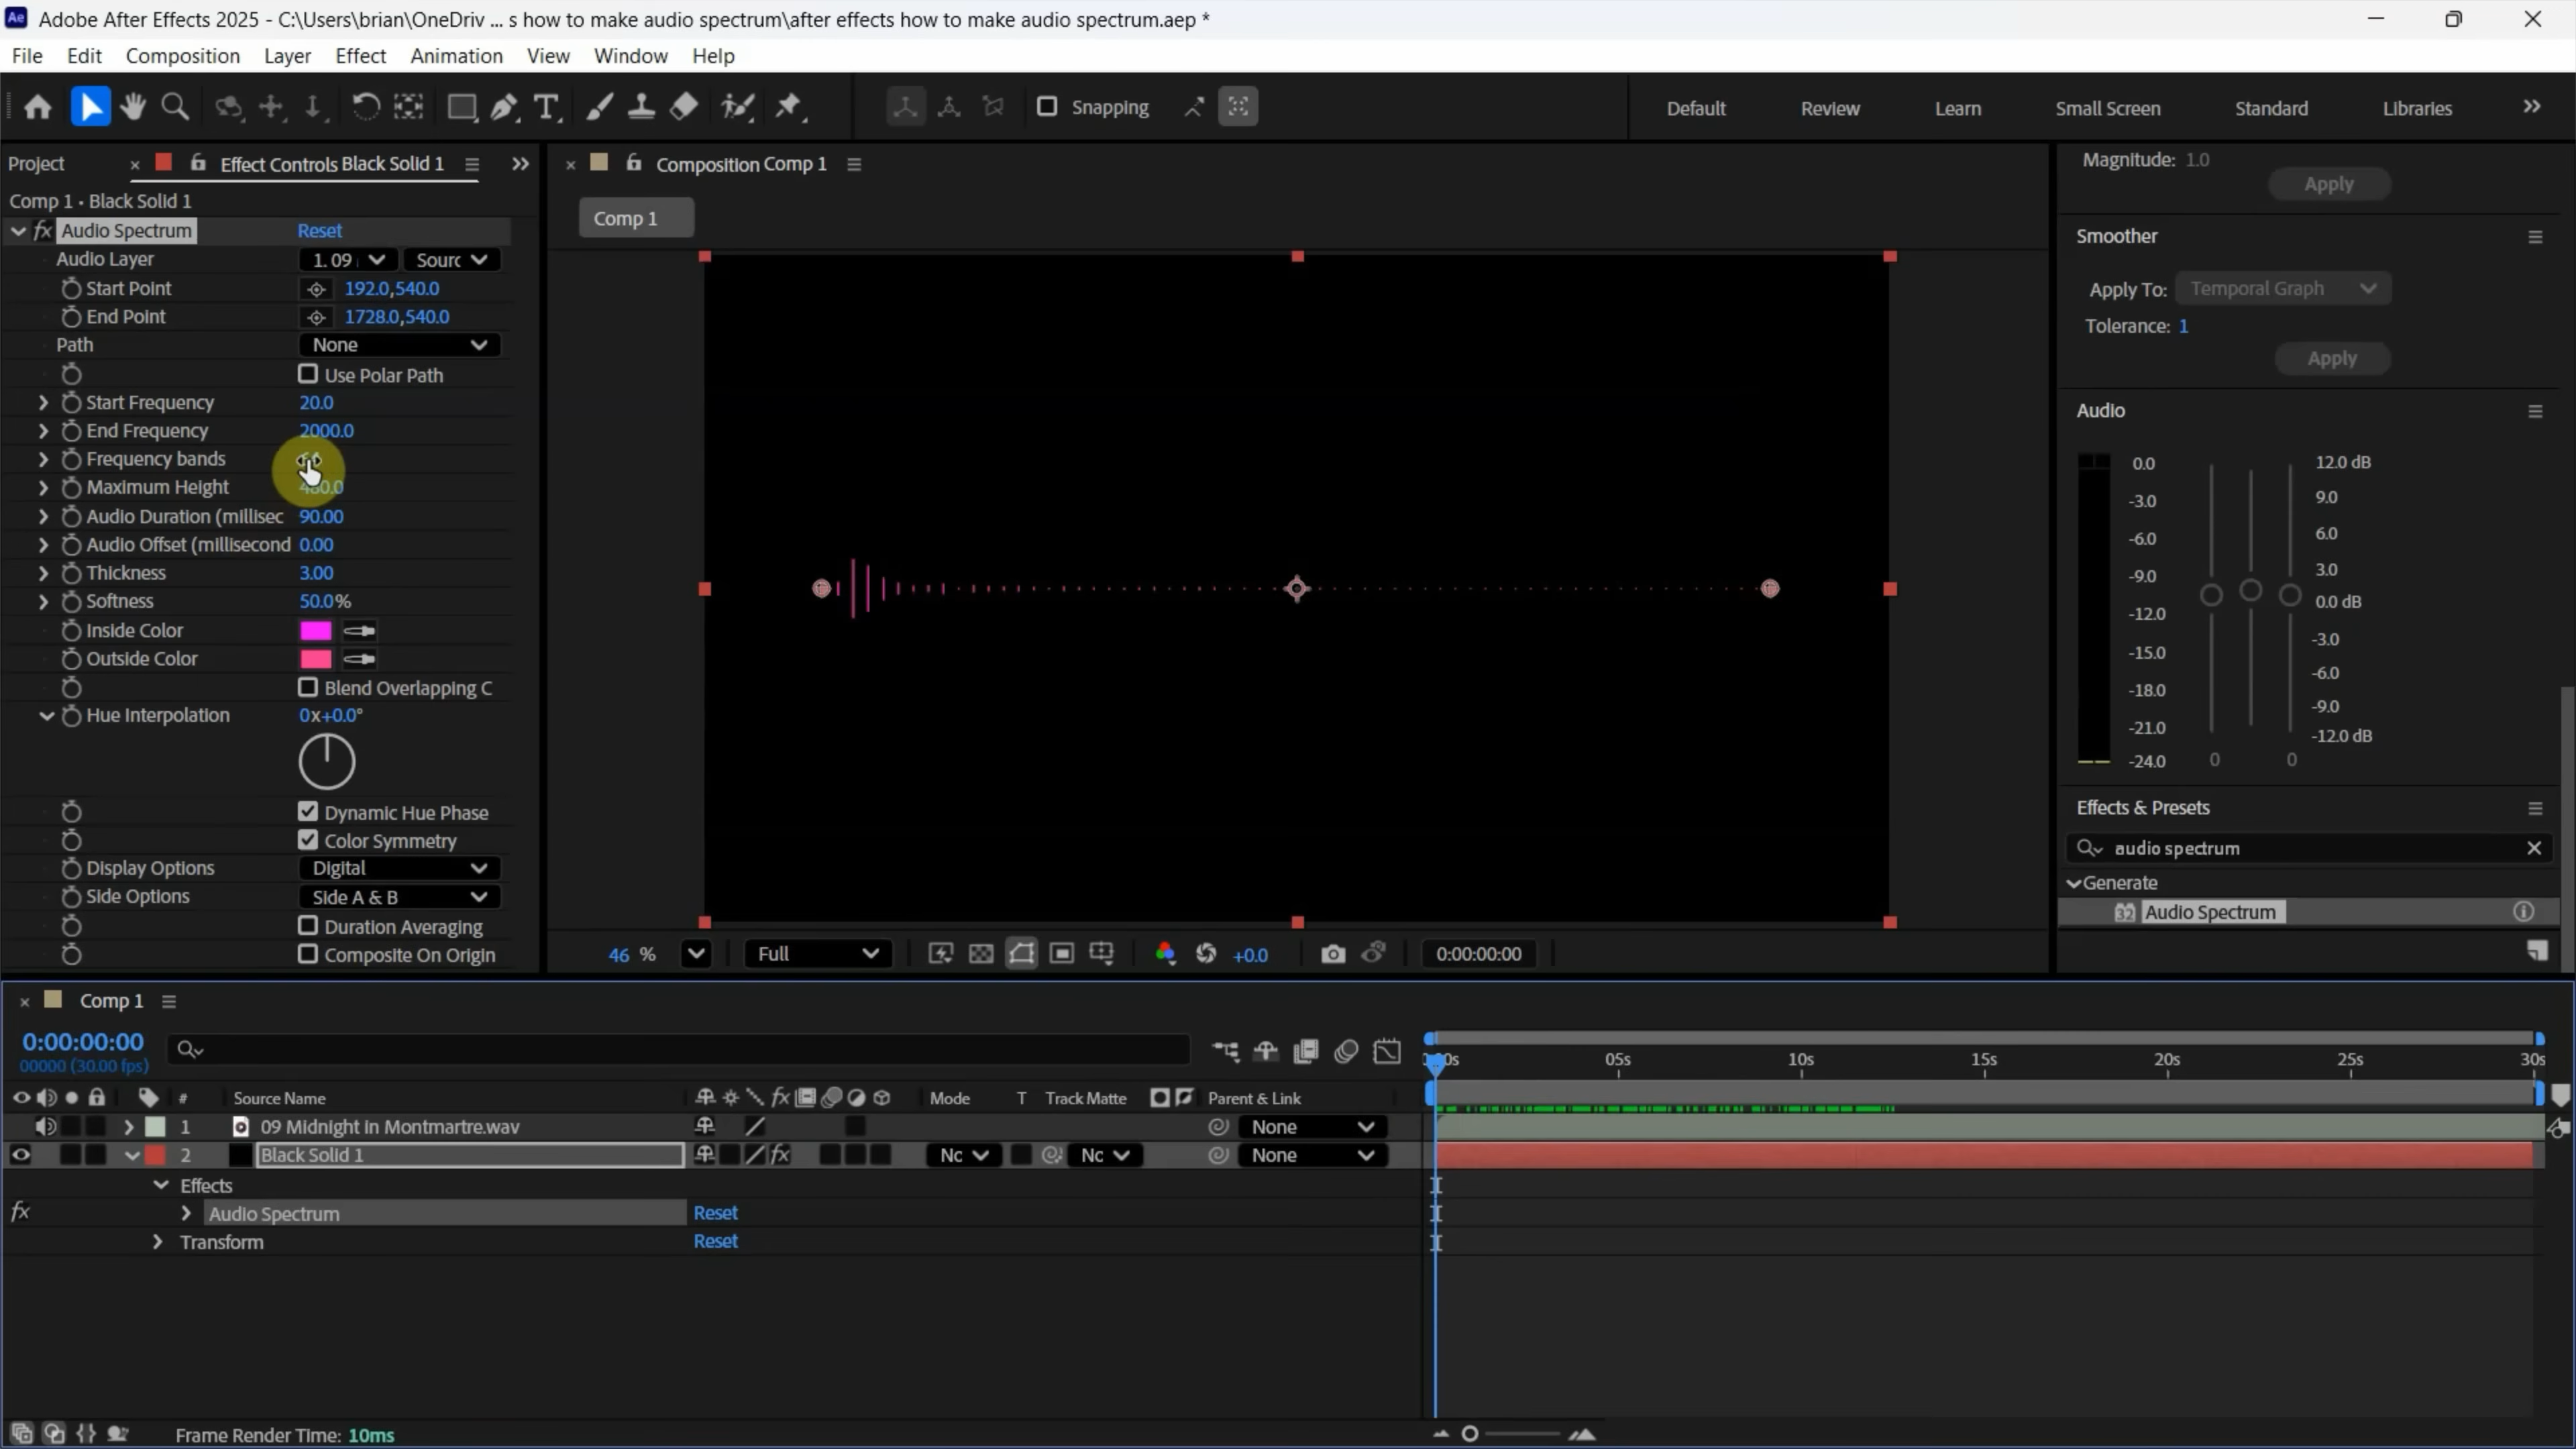 Ae Adobe After Effects 2025 - C:\Users\brian\OneDriv ... s how to make audio spectrum\after effects how to make audio spectrum.aep *
File Edit Composition Layer Effect Animation View Window Help
Snapping Default Review Learn Small Screen Standard Libraries
Project Effect Controls Black Solid 1
Comp 1 • Black Solid 1
fx Audio Spectrum Reset
Audio Layer 1. 09 Sourc
Start Point 192.0,540.0
End Point 1728.0,540.0
Path None
Use Polar Path
Start Frequency 20.0
End Frequency 2000.0
Frequency bands
Maximum Height
Audio Duration (millisec 90.00
Audio Offset (millisecond 0.00
Thickness 3.00
Softness 50.0%
Inside Color
Outside Color
Blend Overlapping C
Hue Interpolation 0x+0.0°
Dynamic Hue Phase
Color Symmetry
Display Options Digital
Side Options Side A & B
Duration Averaging
Composite On Origin
Composition Comp 1
Comp 1
46 % Full +0.0 0:00:00:00
Magnitude: 1.0
Apply
Smoother
Apply To: Temporal Graph
Tolerance: 1
Apply
Audio
0.0 12.0 dB
-3.0 9.0
-6.0 6.0
-9.0 3.0
-12.0 0.0 dB
-15.0 -3.0
-18.0 -6.0
-21.0 -9.0
-24.0 -12.0 dB
0 0
Effects & Presets
audio spectrum
Generate
32 Audio Spectrum
Comp 1
0:00:00:00
00000 (30.00 fps)
05s 10s 15s 20s 25s 30s
# Source Name fx Mode T Track Matte Parent & Link
1 09 Midnight in Montmartre.wav None
2 Black Solid 1 fx Nc Nc None
Effects
fx Audio Spectrum Reset
Transform Reset
Frame Render Time: 10ms